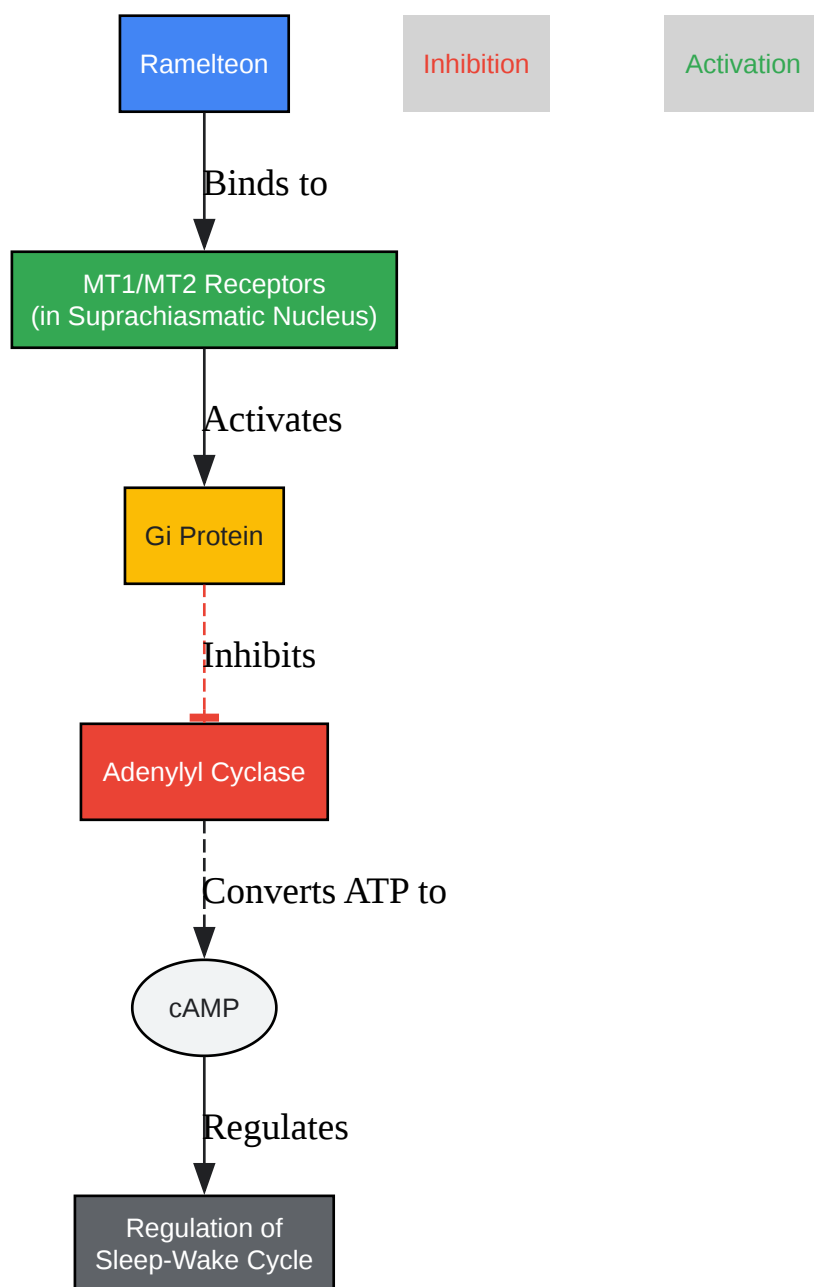 Ramelteon
Inhibition
Activation
Binds to
MT1/MT2 Receptors
(in Suprachiasmatic Nucleus)
Activates
Gi Protein
Inhibits
Adenylyl Cyclase
Converts ATP to
cAMP
Regulates
Regulation of
Sleep-Wake Cycle